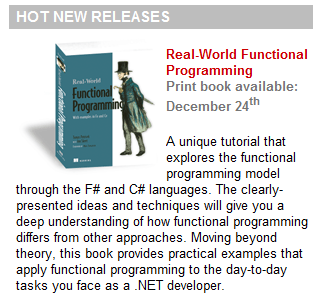 HOT NEW RELEASES
Real-World
Functional
Programming
With examples in F# and C#
Real-World Functional
Programming
Print book available:
December 24th
A unique tutorial that
explores the functional
programming model
through the F# and C# languages. The clearly-
presented ideas and techniques will give you a
deep understanding of how functional programming
differs from other approaches. Moving beyond
theory, this book provides practical examples that
apply functional programming to the day-to-day
tasks you face as a .NET developer.